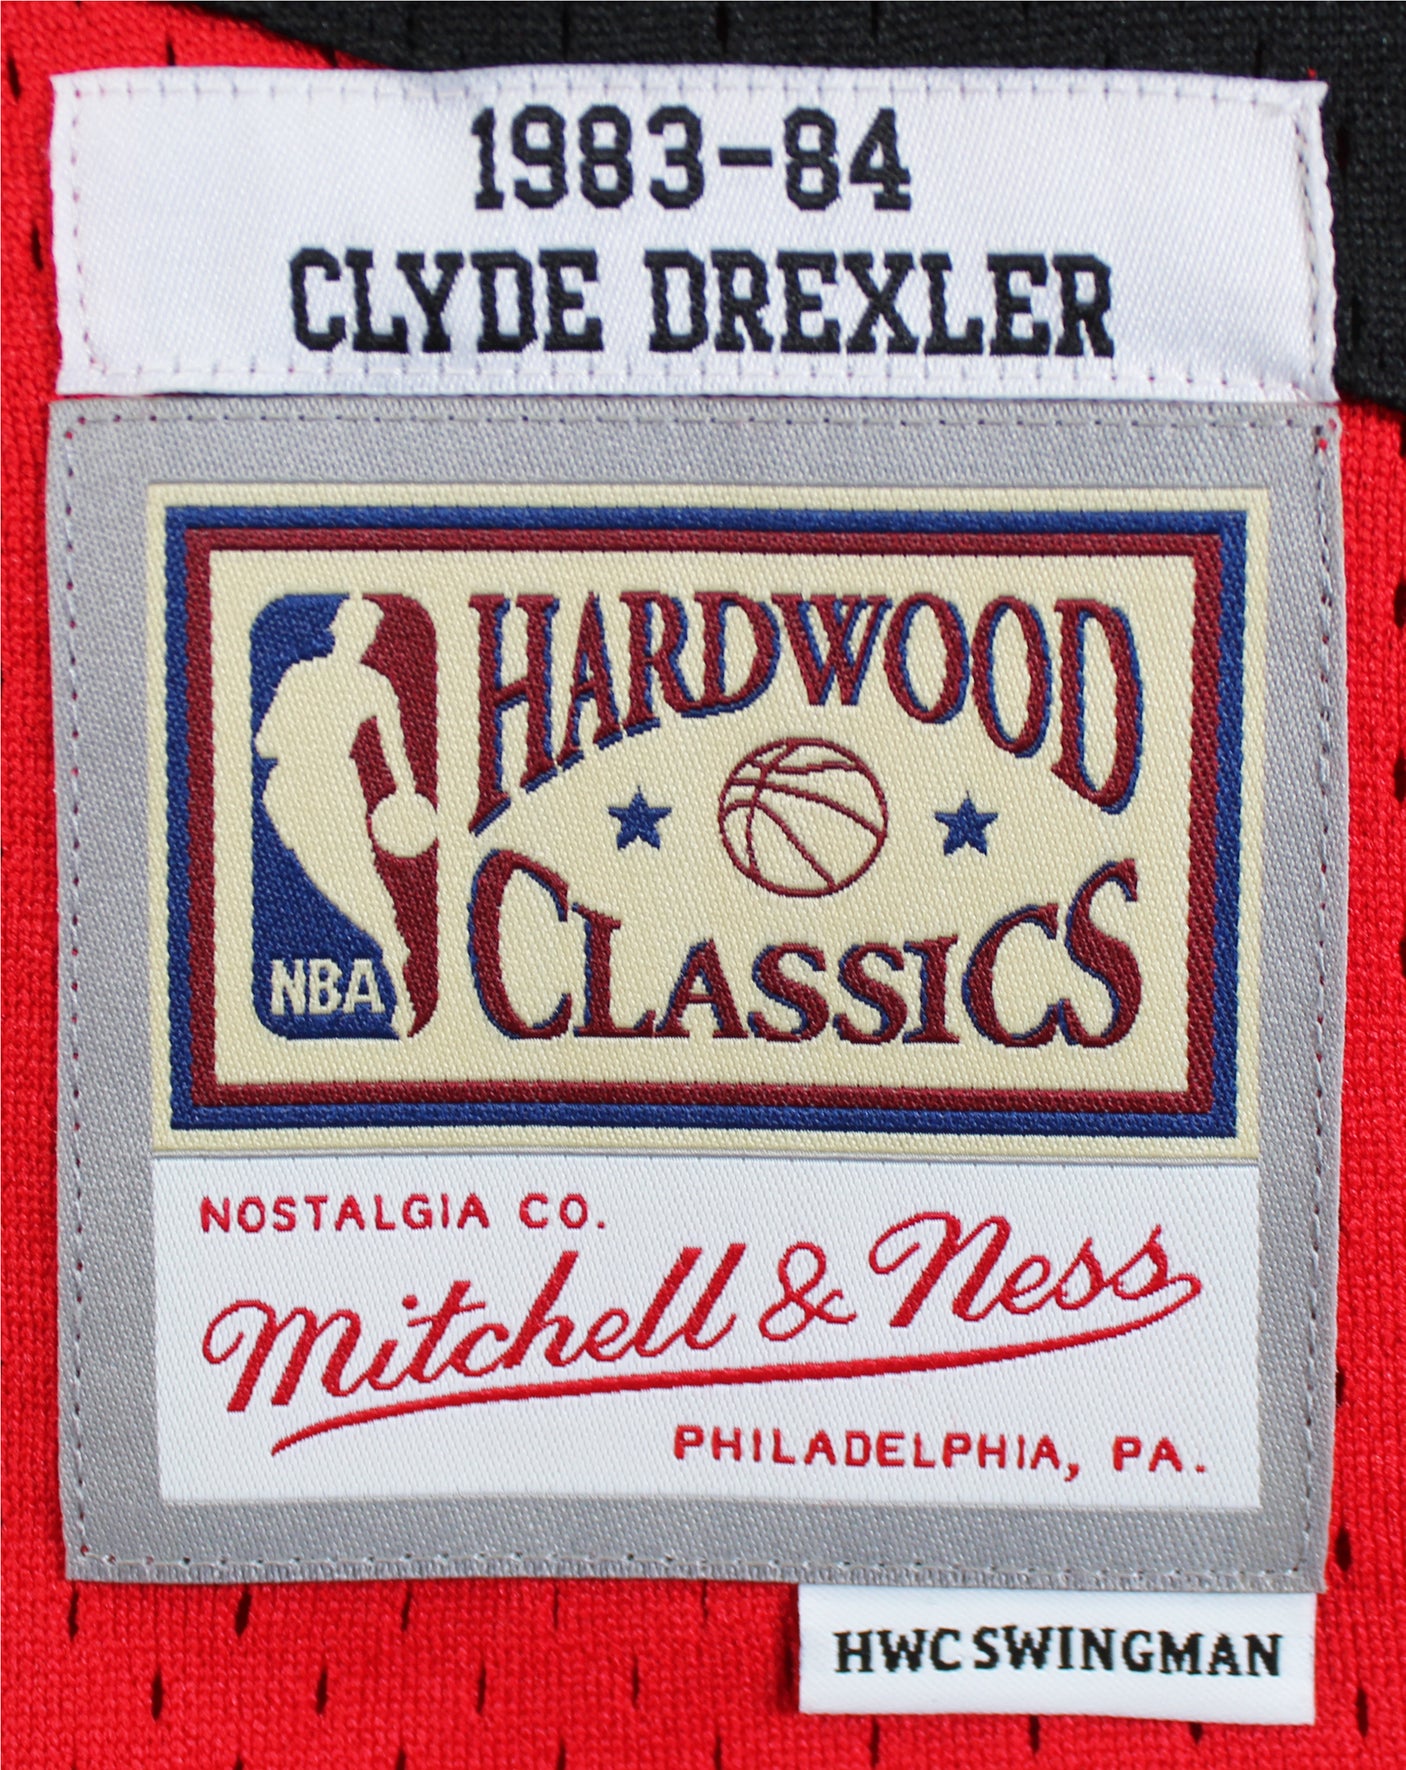 1983-84
CLYDE DREXLER
HARDWOOD
CLASSICS
NBA
NOSTALGIA CO.
Mitchell & Ness
PHILADELPHIA, PA.
HWC SWINGMAN